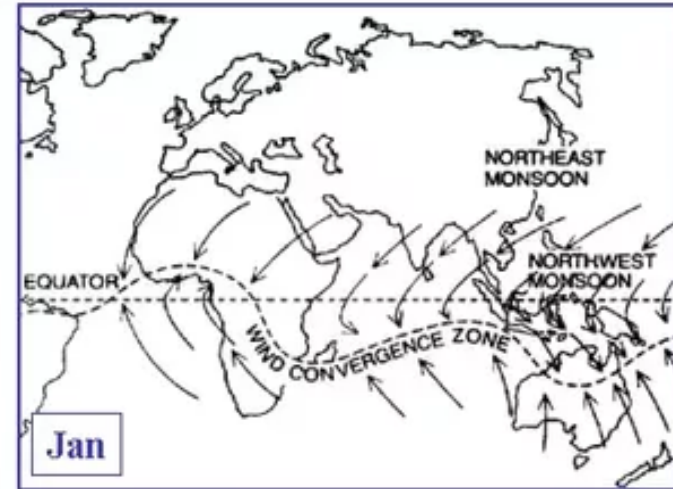 NORTHEAST
MONSOON
EQUATOR
NORTHWEST
MONSOON
WIND CONVERGENCE ZONE
Jan